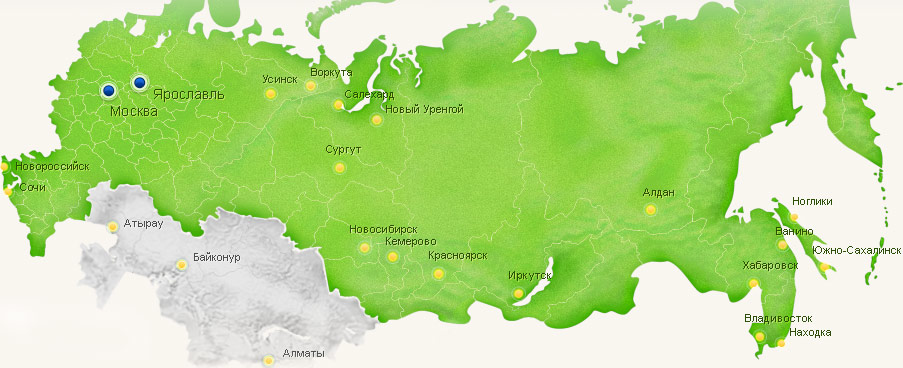 Воркута
Усинск
Салехард
Ярославль
Новый Уренгой
Москва
Сургут
Новороссийск
Сочи
Алдан
Ноглики
Атырау
Новосибирск
Ванино
Кемерово
Южно-Сахалинск
Байконур
Красноярск
Хабаровск
Иркутск
Владивосток
Находка
Алматы